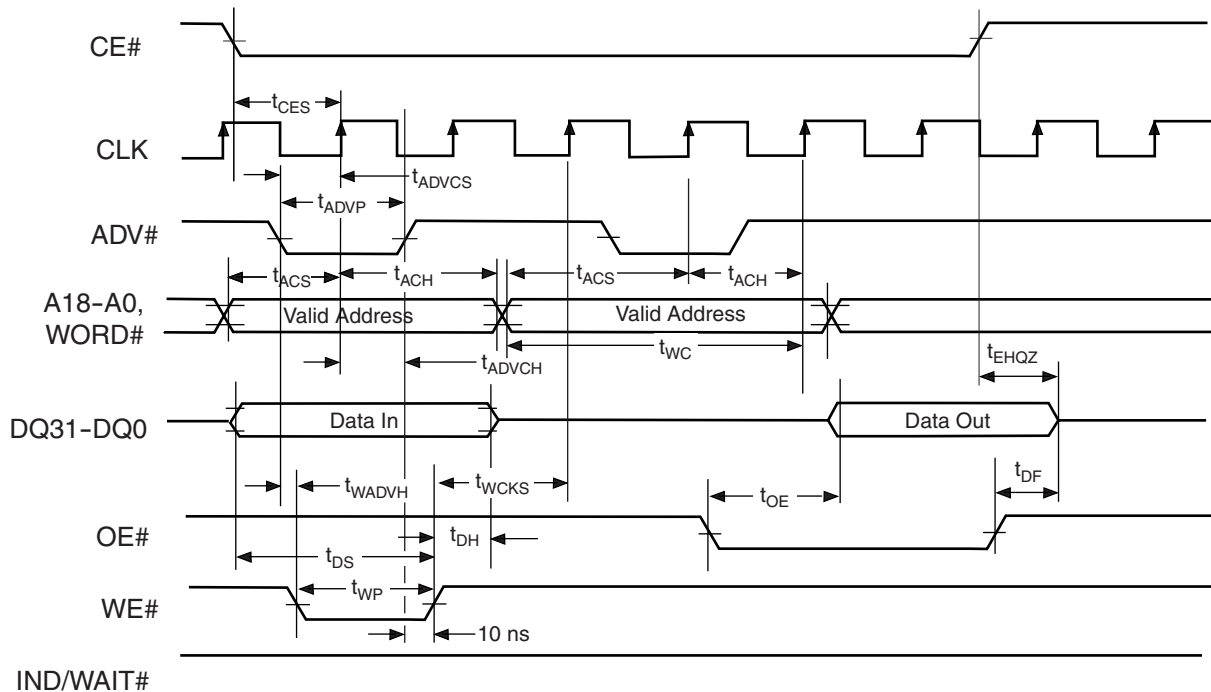 CE#
tCES
CLK
tADVCS
tADVP
ADV#
tACS
tACH
tACS
tACH
A18-A0,
WORD#
Valid Address
Valid Address
tWC
tADVCH
tEHQZ
DQ31-DQ0
Data In
Data Out
tWADVH
tWCKS
tOE
tDF
OE#
tDH
tDS
tWP
WE#
10 ns
IND/WAIT#